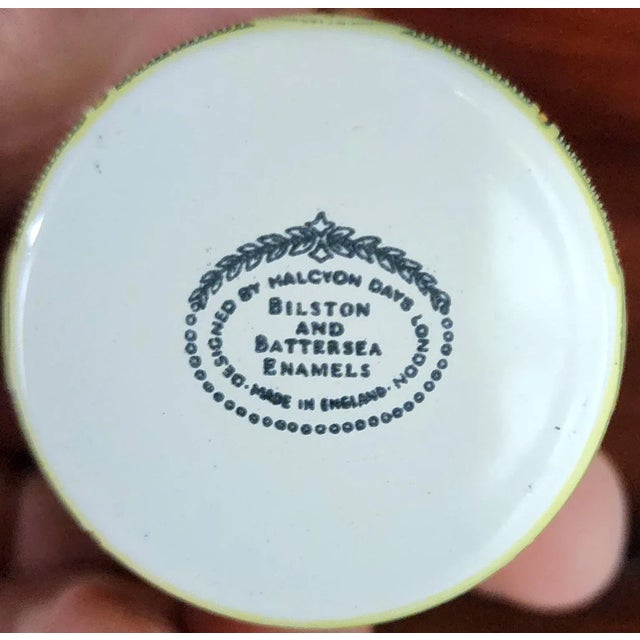 DESIGNED BY HALCYON DAYS LONDON
BILSTON
AND
BATTERSEA
ENAMELS
· MADE IN ENGLAND ·